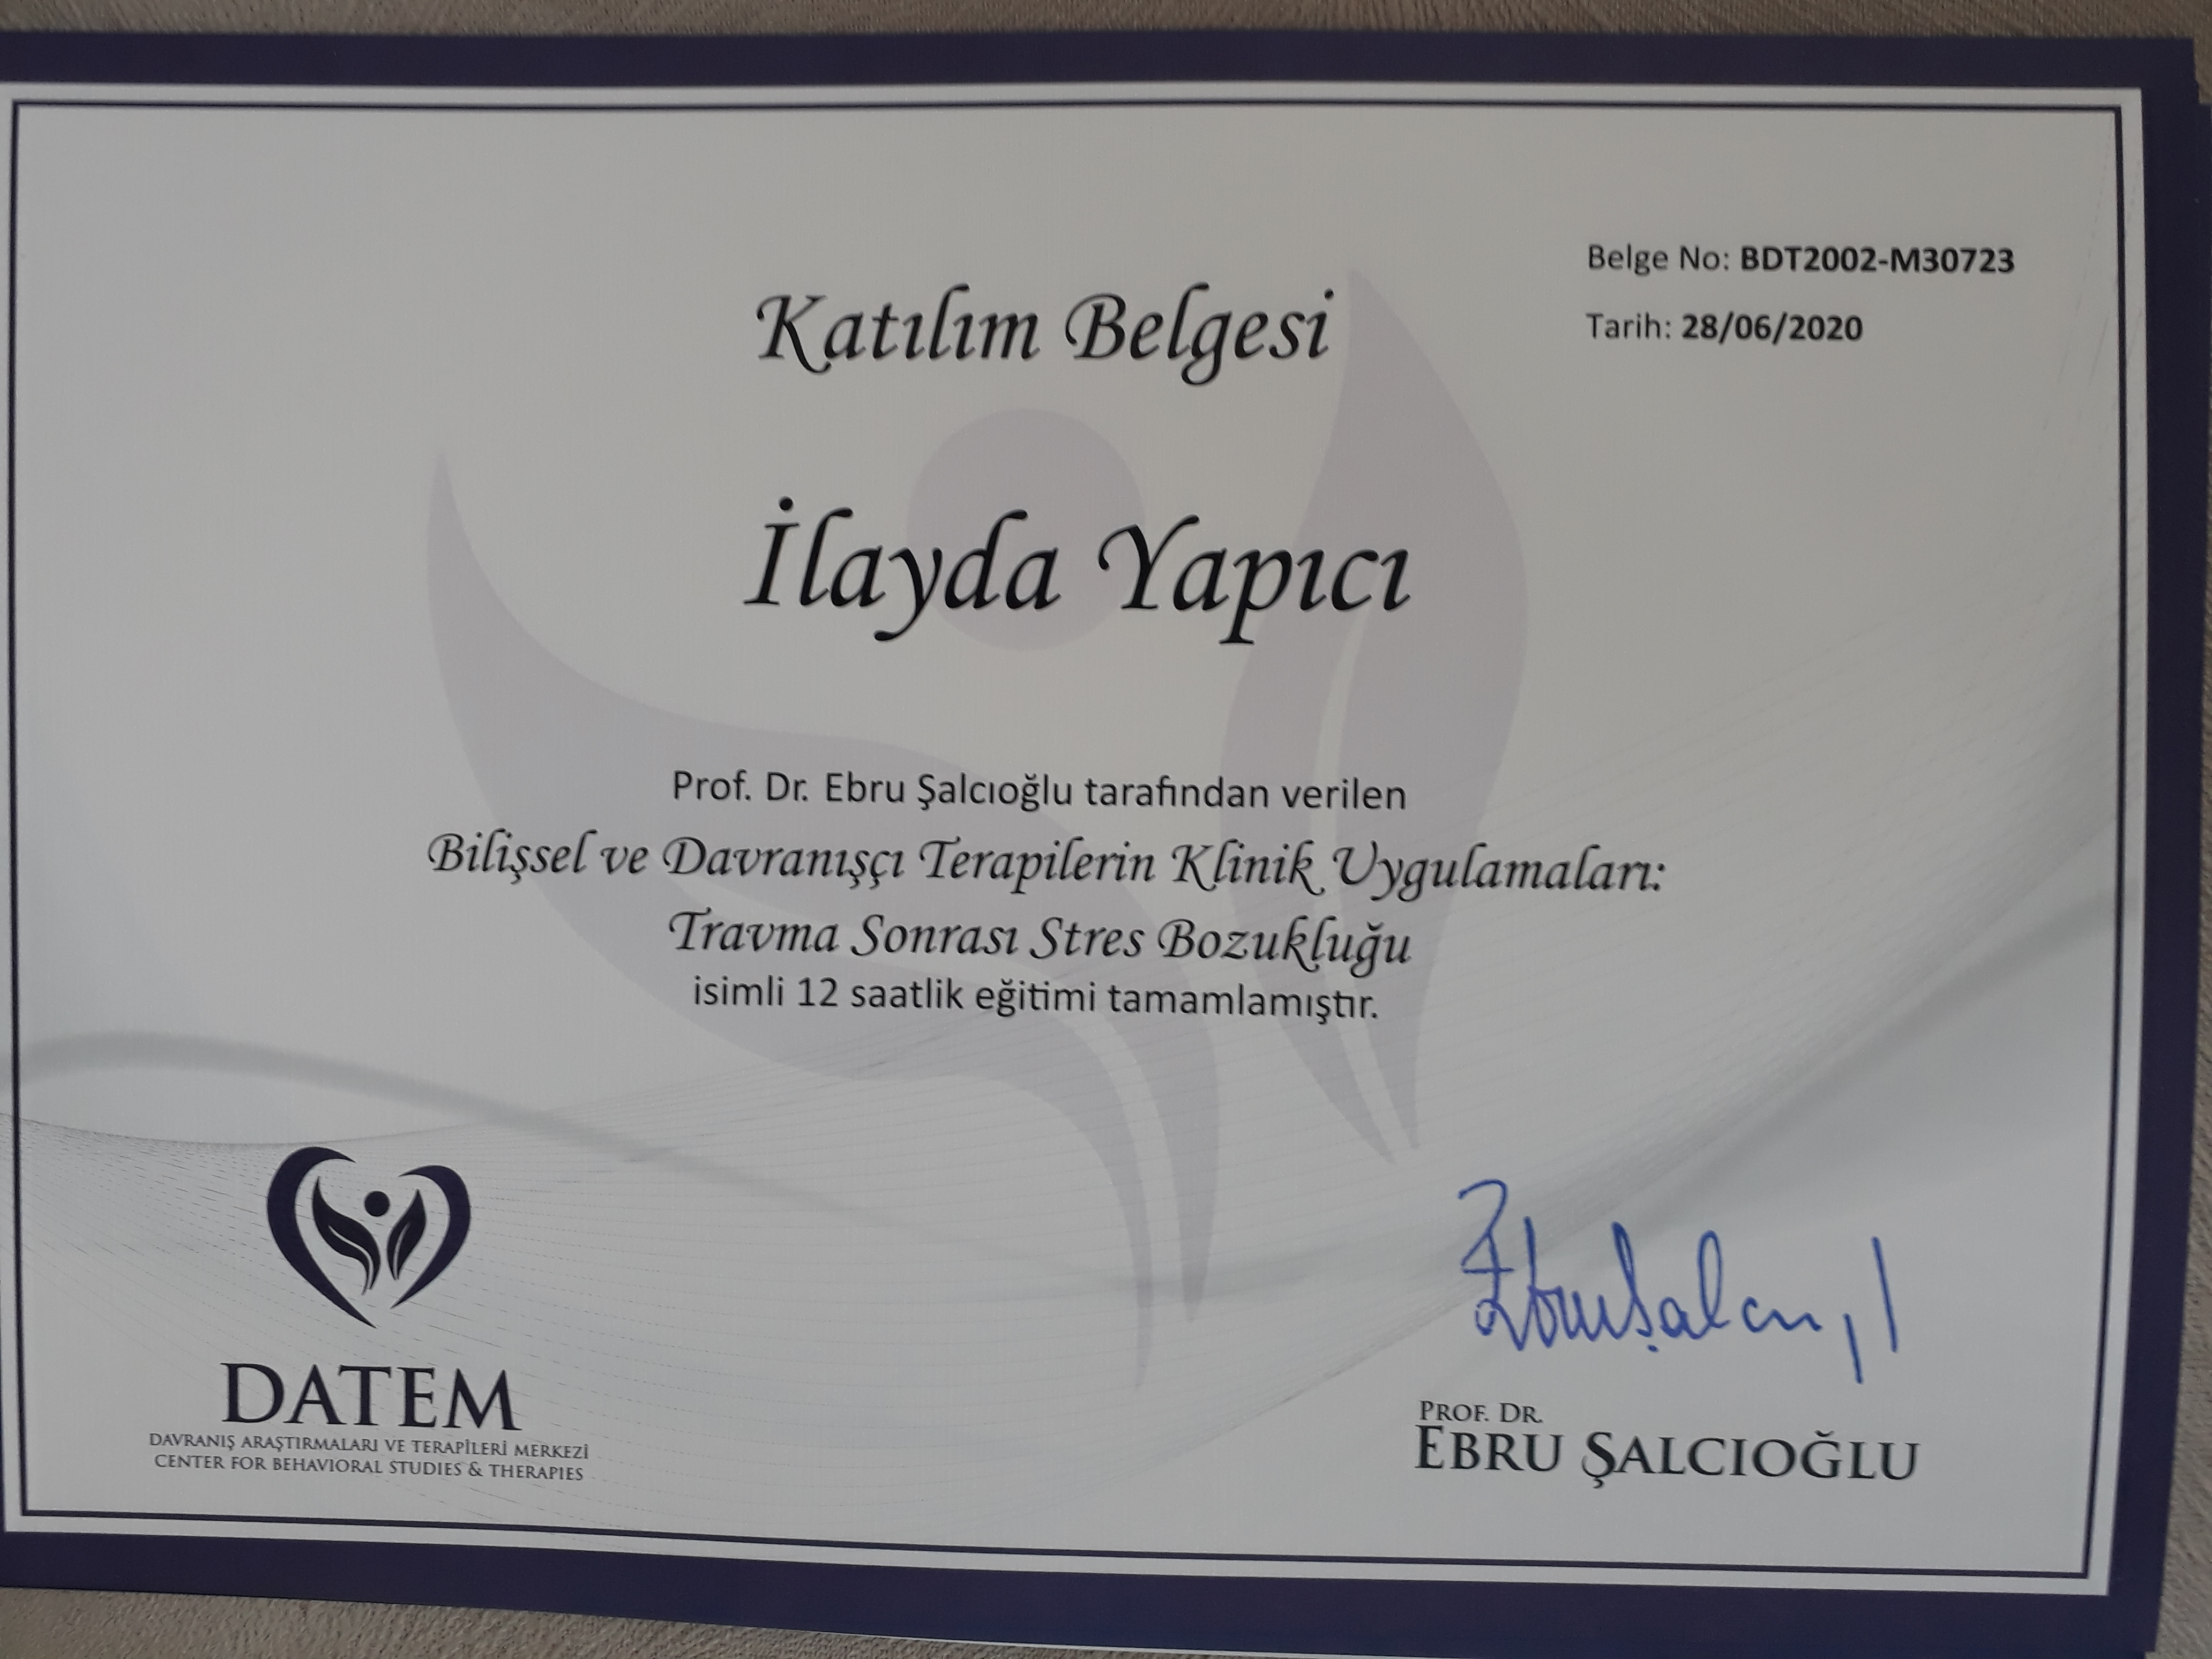 Belge No: BDT2002-M30723
Tarih: 28/06/2020
Katılım Belgesi
İlayda Yapıcı
Prof. Dr. Ebru Şalcıoğlu tarafından verilen
Bilişsel ve Davranışçı Terapilerin Klinik Uygulamaları:
Travma Sonrası Stres Bozukluğu
isimli 12 saatlik eğitimi tamamlamıştır.
DATEM
DAVRANIŞ ARAŞTIRMALARI VE TERAPİLERİ MERKEZİ
CENTER FOR BEHAVIORAL STUDIES & THERAPIES
PROF. DR.
EBRU ŞALCIOĞLU